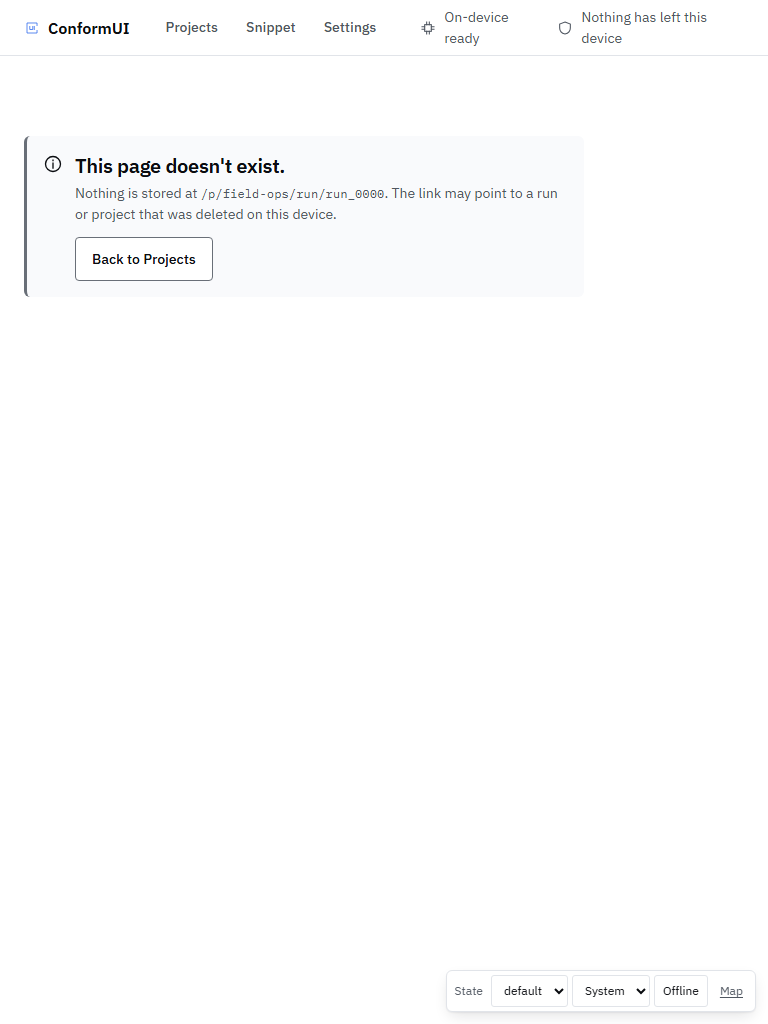 ConformUI
Projects
Snippet
Settings
On-device
ready
Nothing has left this
device
This page doesn't exist.
Nothing is stored at /p/field-ops/run/run_0000. The link may point to a run
or project that was deleted on this device.
Back to Projects
State
default
System
Offline
Map